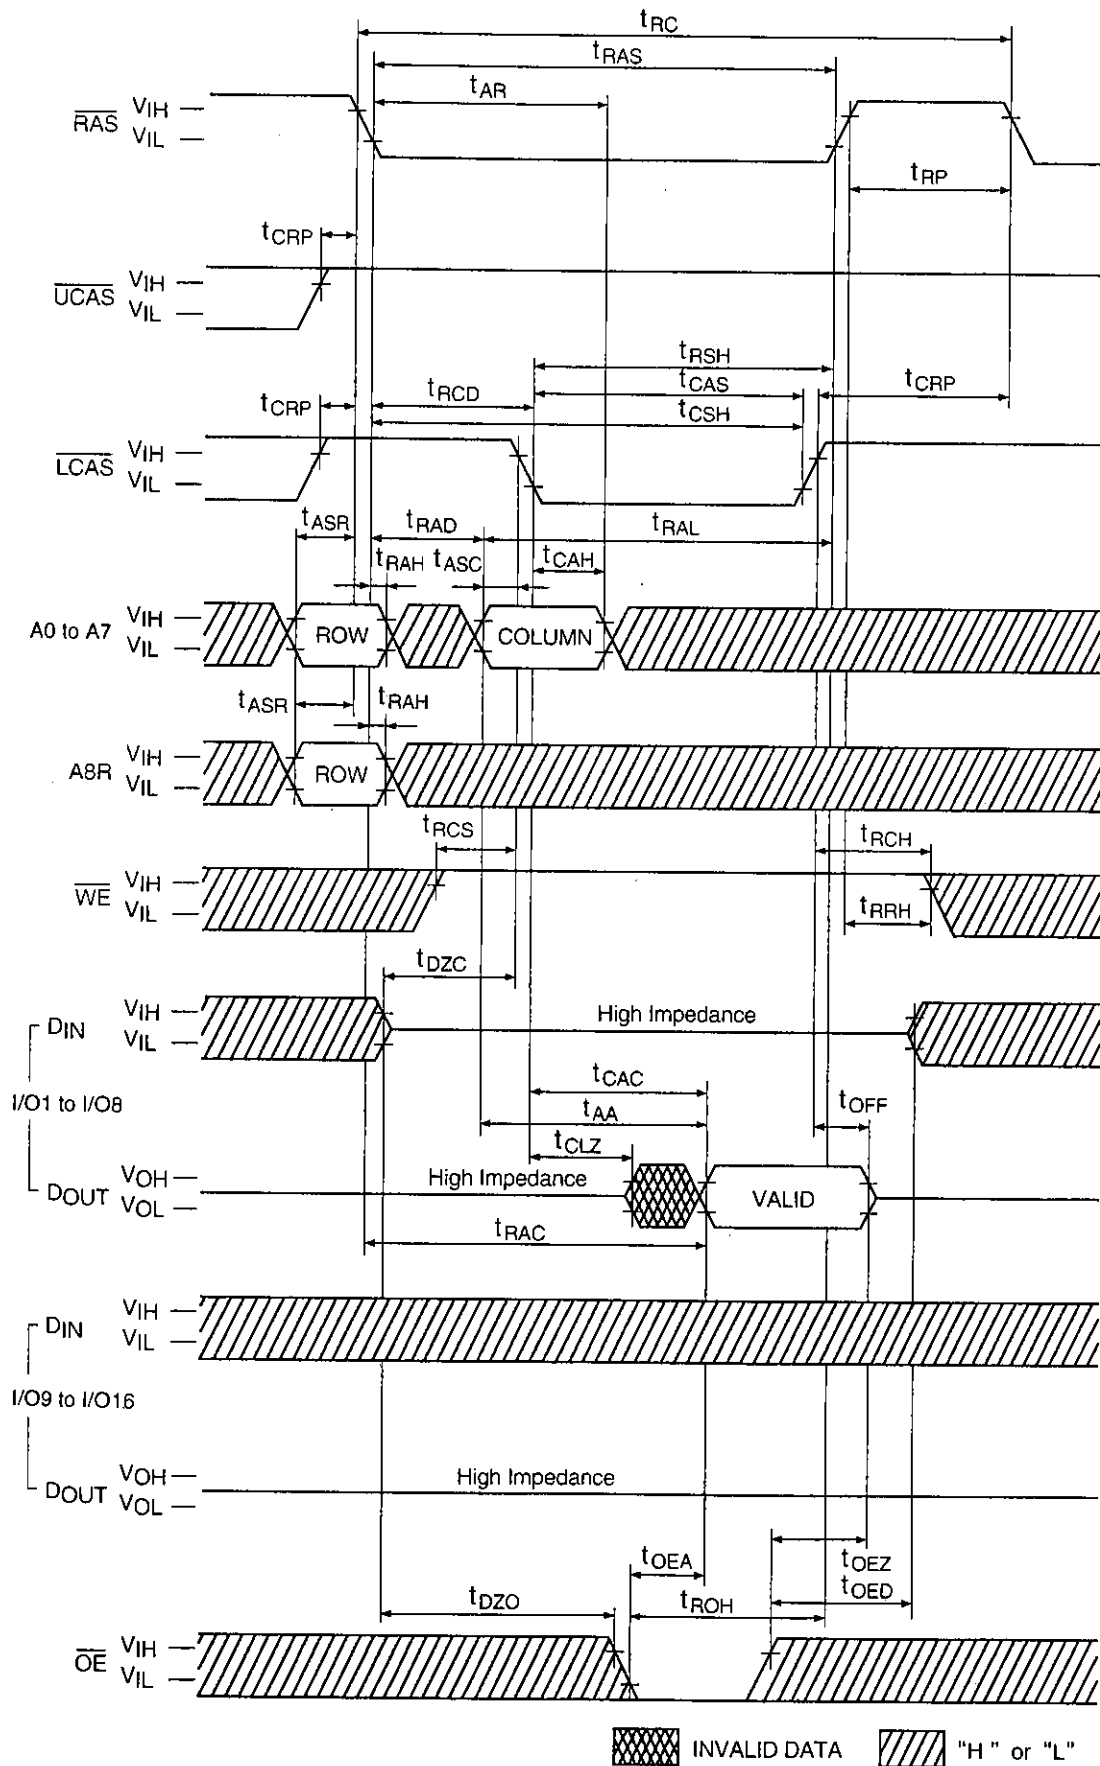 tRC
tRAS
tAR
RAS VIH
VIL
tRP
tCRP
UCAS VIH
VIL
tRSH
tCAS
tCRP tRCD tCRP
tCSH
LCAS VIH
VIL
tASR tRAD tRAL
tRAH tASC tCAH
A0 to A7 VIH
VIL
ROW COLUMN
tASR tRAH
A8R VIH
VIL
ROW
tRCS tRCH
WE VIH
VIL
tRRH
tDZC
DIN VIH
VIL
High Impedance
I/O1 to I/O8
tCAC
tAA tOFF
tCLZ
DOUT VOH
VOL
High Impedance VALID
tRAC
DIN VIH
VIL
I/O9 to I/O16
DOUT VOH
VOL
High Impedance
tOEA tOEZ
tDZO tROH tOED
OE VIH
VIL
INVALID DATA "H" or "L"